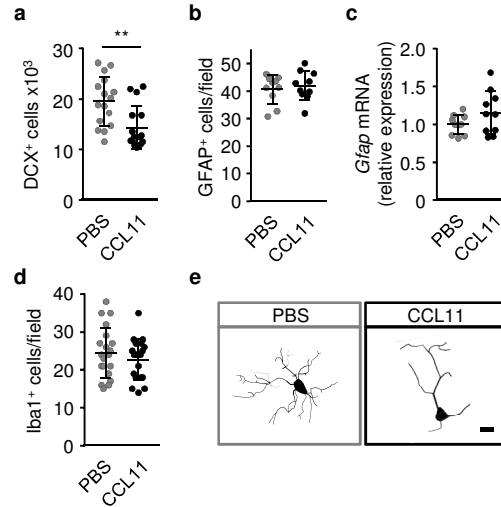 a
**
DCX⁺ cells x10³
30
20
10
0
PBS
CCL11
b
GFAP⁺ cells/field
60
50
40
30
20
10
0
PBS
CCL11
c
Gfap mRNA
(relative expression)
2.0
1.5
1.0
0.5
0
PBS
CCL11
d
Iba1⁺ cells/field
40
30
20
10
0
PBS
CCL11
e
PBS
CCL11